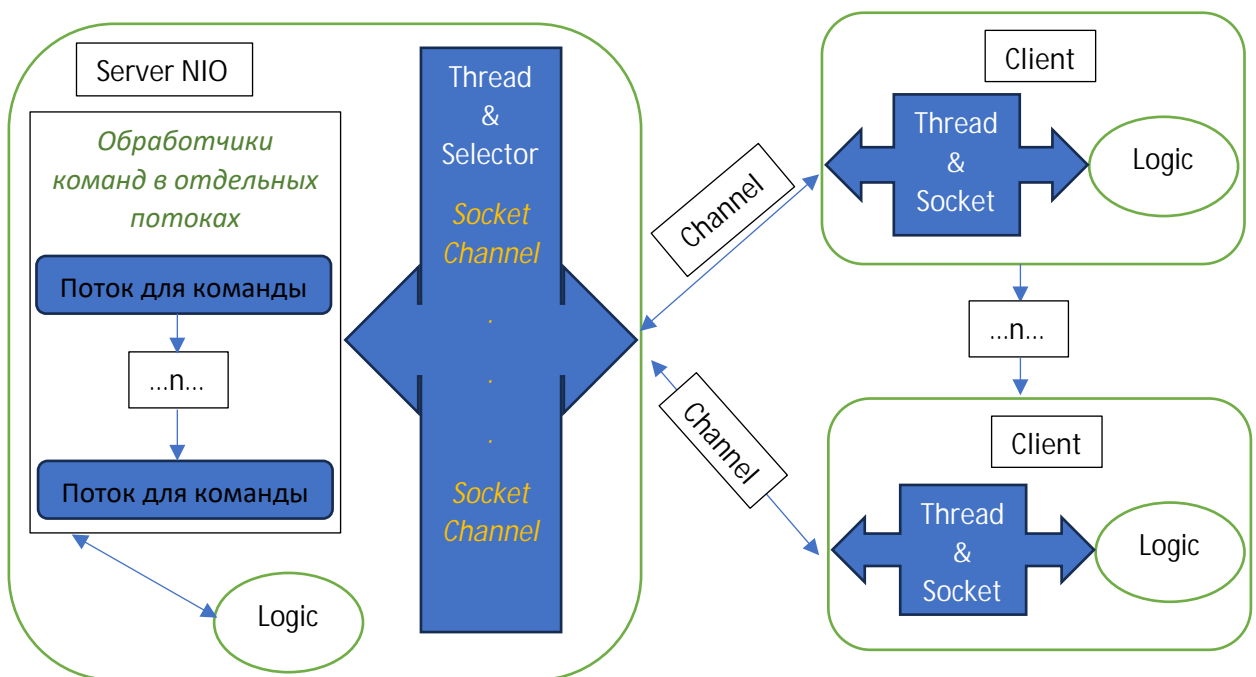 Server NIO
Обработчики
команд в отдельных
потоках
Поток для команды
...n...
Поток для команды
Logic
Thread
&
Selector
Socket
Channel
.
.
.
Socket
Channel
Channel
Channel
Client
Thread
&
Socket
Logic
...n...
Client
Thread
&
Socket
Logic